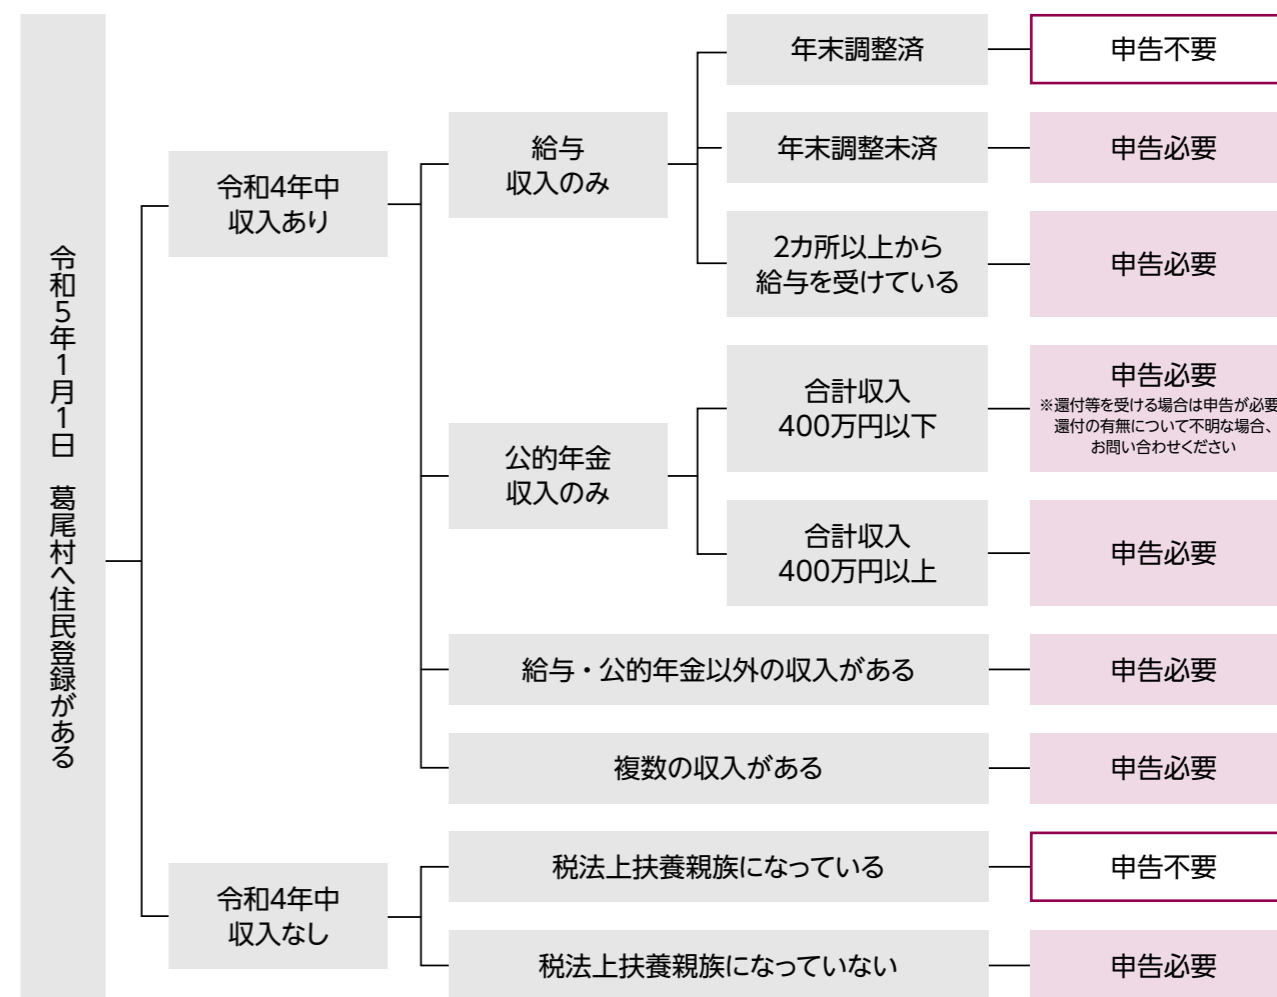 令和5年1月1日　葛尾村へ住民登録がある
令和4年中
収入あり
給与
収入のみ
年末調整済
申告不要
年末調整未済
申告必要
2カ所以上から
給与を受けている
申告必要
公的年金
収入のみ
合計収入
400万円以下
申告必要
※還付等を受ける場合は申告が必要
還付の有無について不明な場合、
お問い合わせください
合計収入
400万円以上
申告必要
給与・公的年金以外の収入がある
申告必要
複数の収入がある
申告必要
令和4年中
収入なし
税法上扶養親族になっている
申告不要
税法上扶養親族になっていない
申告必要